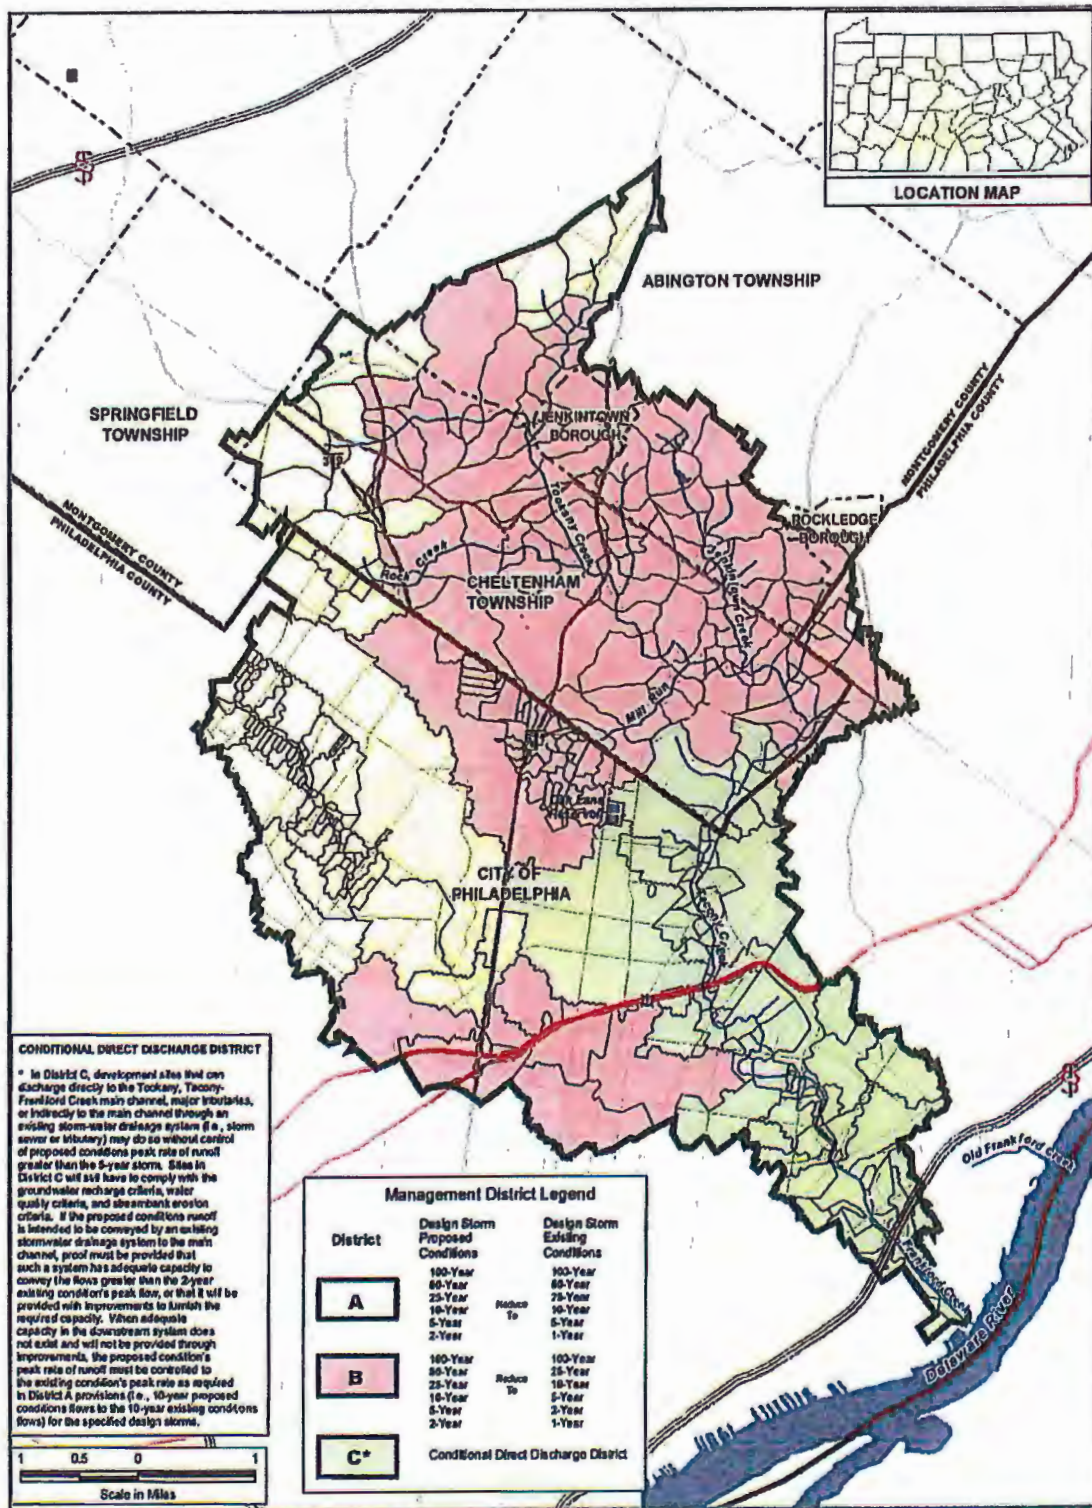 LOCATION MAP
ABINGTON TOWNSHIP
SPRINGFIELD
TOWNSHIP
JENKINTOWN
BOROUGH
MONTGOMERY COUNTY
PHILADELPHIA COUNTY
309
Tookany Creek
ROCKLEDGE
BOROUGH
MONTGOMERY COUNTY
PHILADELPHIA COUNTY
Rock Creek
CHELTENHAM
TOWNSHIP
Jenkintown Creek
Mill Run
Oak Lane
Reservoir
CITY OF
PHILADELPHIA
Tacony Creek
Old Frankford Creek
Frankford Creek
Delaware River
CONDITIONAL DIRECT DISCHARGE DISTRICT
* In District C, development sites that can
discharge directly to the Tookany, Tacony-
Frankford Creek main channel, major tributaries,
or indirectly to the main channel through an
existing storm-water drainage system (i.e., storm
sewer or tributary) may do so without control
of proposed conditions peak rate of runoff
greater than the 5-year storm. Sites in
District C will still have to comply with the
groundwater recharge criteria, water
quality criteria, and streambank erosion
criteria. If the proposed conditions runoff
is intended to be conveyed by an existing
stormwater drainage system to the main
channel, proof must be provided that
such a system has adequate capacity to
convey the flows greater than the 2-year
existing condition's peak flow, or that it will be
provided with improvements to furnish the
required capacity. When adequate
capacity in the downstream system does
not exist and will not be provided through
improvements, the proposed condition's
peak rate of runoff must be controlled to
the existing condition's peak rate as required
in District A provisions (i.e., 10-year proposed
conditions flows to the 10-year existing conditions
flows) for the specified design storms.
1 0.5 0 1
Scale in Miles
Management District Legend
District
Design Storm
Proposed
Conditions
Design Storm
Existing
Conditions
A
100-Year 100-Year
50-Year 50-Year
25-Year 25-Year
10-Year Reduce To 10-Year
5-Year 5-Year
2-Year 1-Year
B
100-Year 100-Year
50-Year 25-Year
25-Year Reduce To 10-Year
10-Year 5-Year
5-Year 2-Year
2-Year 1-Year
C* Conditional Direct Discharge District